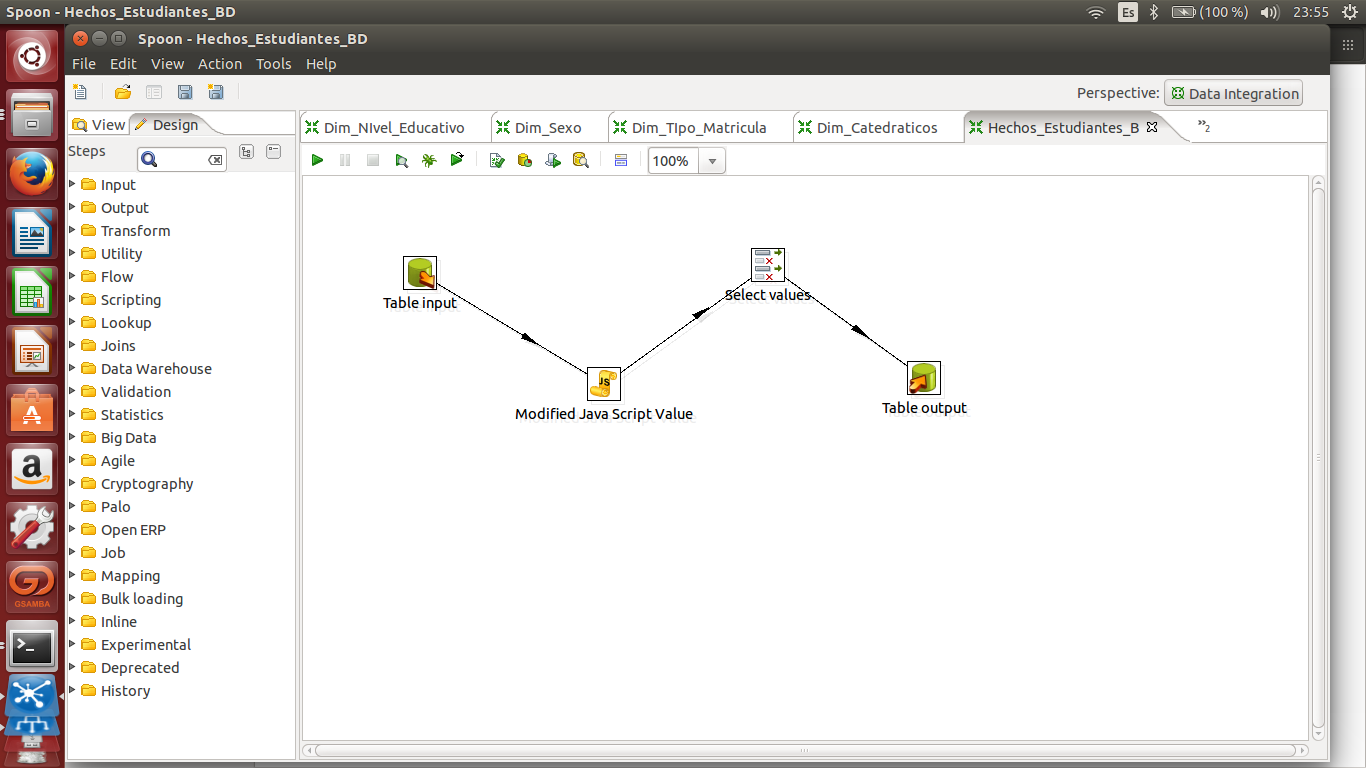 Spoon - Hechos_Estudiantes_BD
Es
(100 %)
23:55
Spoon - Hechos_Estudiantes_BD
File Edit View Action Tools Help
Perspective: Data Integration
View Design
Dim_NIvel_Educativo Dim_Sexo Dim_TIpo_Matricula Dim_Catedraticos Hechos_Estudiantes_B »2
Steps
100%
Input
Output
Transform
Utility
Flow
Scripting
Lookup
Joins
Data Warehouse
Validation
Statistics
Big Data
Agile
Cryptography
Palo
Open ERP
Job
Mapping
Bulk loading
Inline
Experimental
Deprecated
History
Table input
Select values
JS
Modified Java Script Value
Table output
A
a
GSAMBA
>_